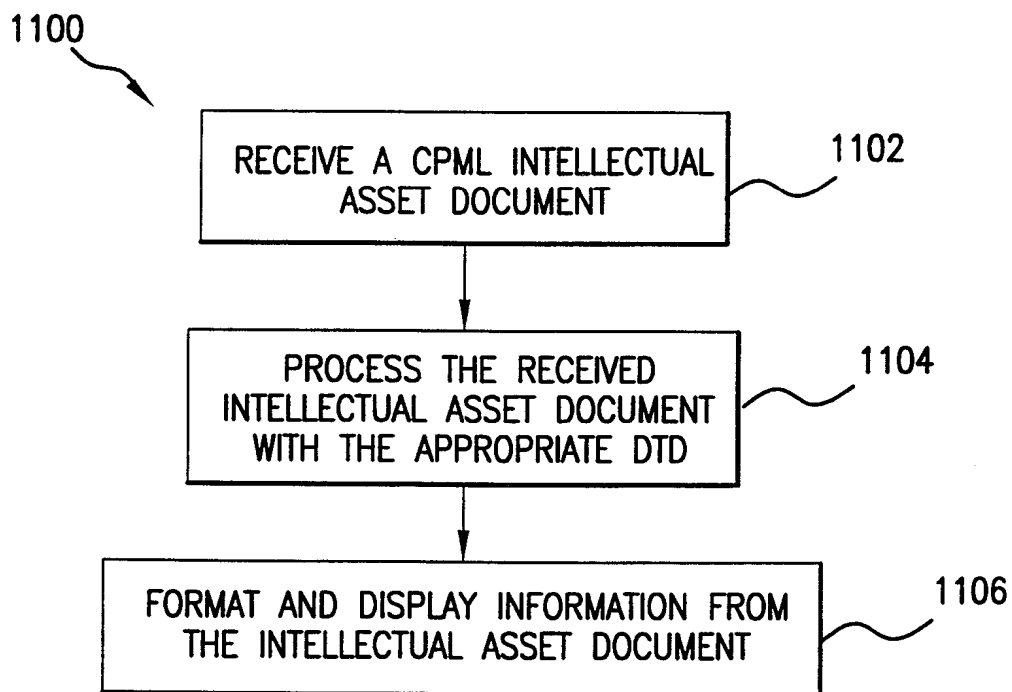 1100
RECEIVE A CPML INTELLECTUAL
ASSET DOCUMENT
1102
PROCESS THE RECEIVED
INTELLECTUAL ASSET DOCUMENT
WITH THE APPROPRIATE DTD
1104
FORMAT AND DISPLAY INFORMATION FROM
THE INTELLECTUAL ASSET DOCUMENT
1106